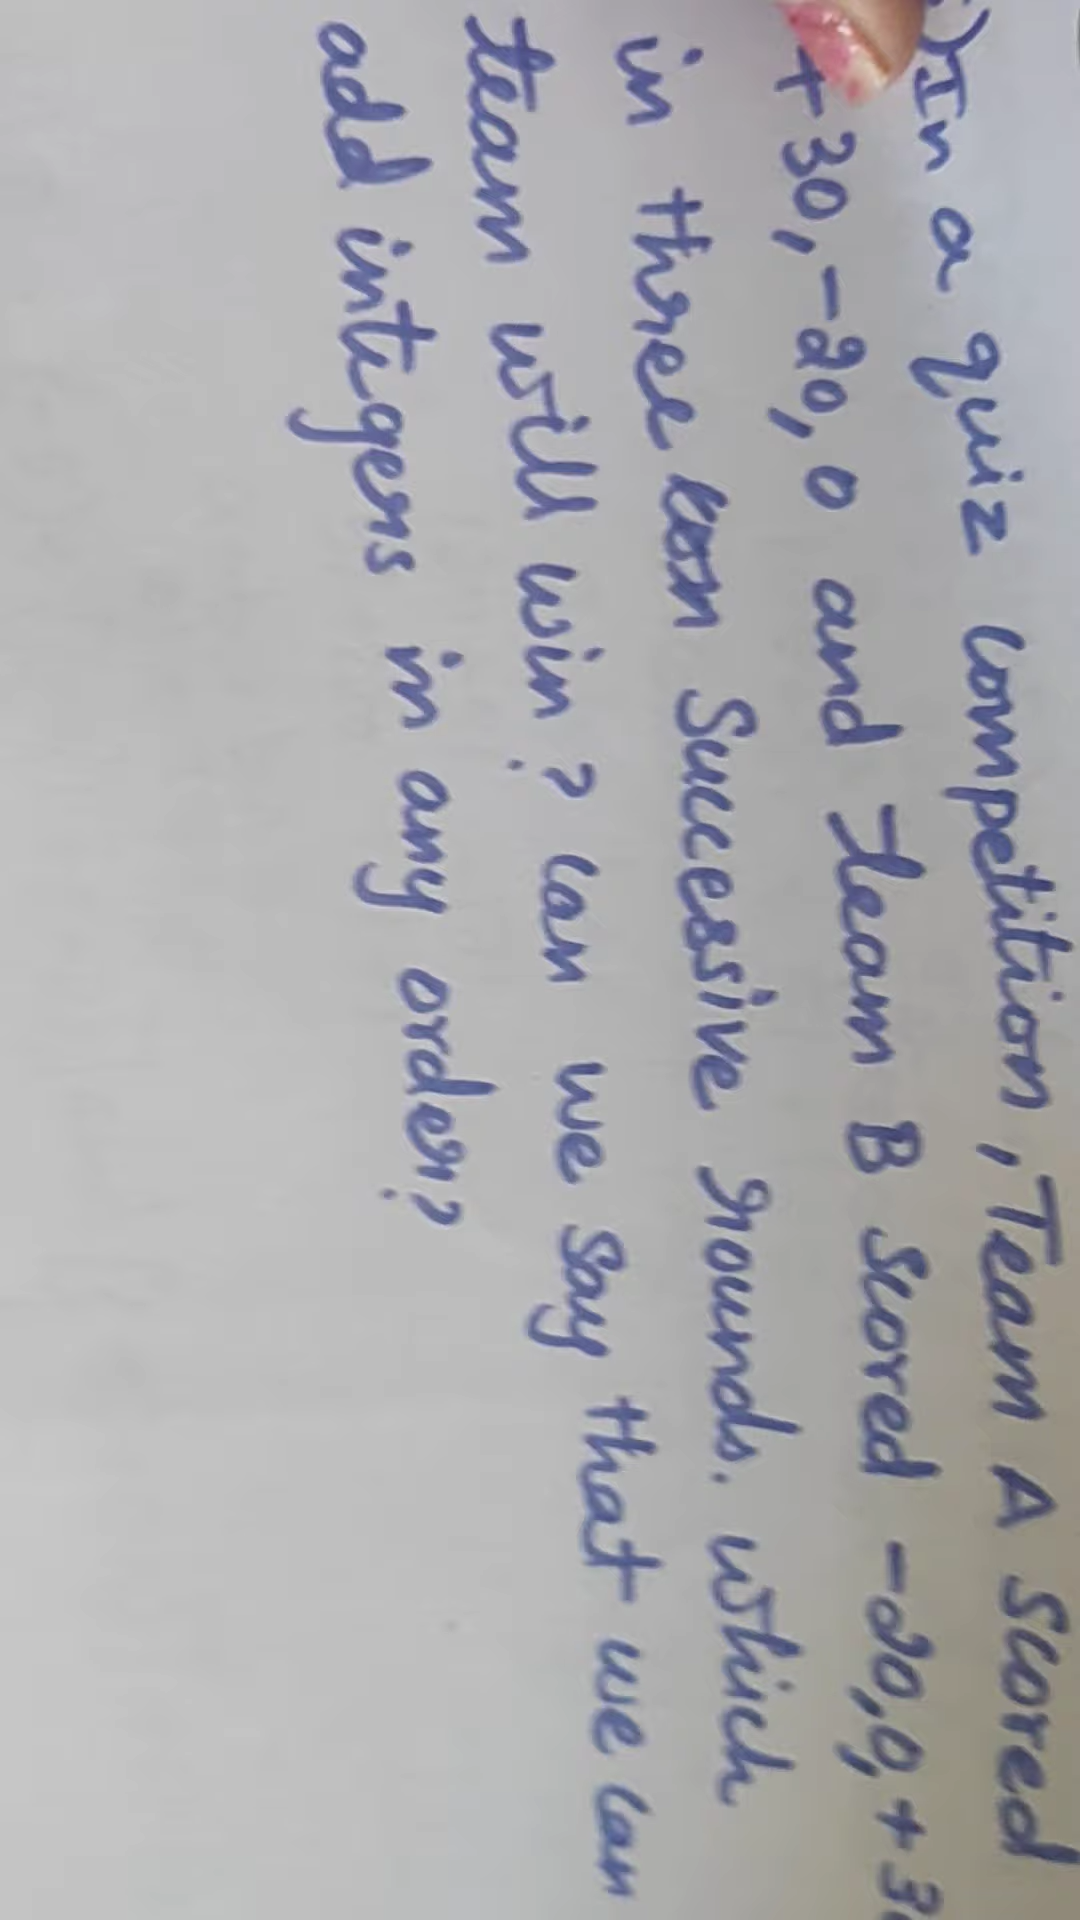 )In a quiz competition, Team A scored
+30, -20, 0 and Team B scored -20, 0, +3
in three Successive rounds. which
team will win? can we say that we can
add intigers in any order?